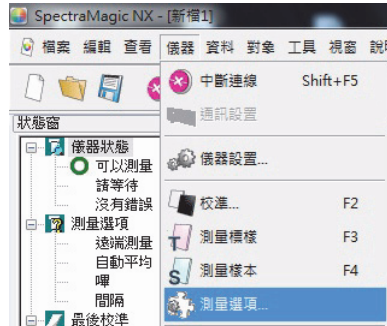 SpectraMagic NX - [新檔1]
檔案 編輯 查看 儀器 資料 對象 工具 視窗 說明
中斷連線 Shift+F5
通訊設置
儀器設置...
校準... F2
測量標樣 F3
測量樣本 F4
測量選項...
狀態窗
儀器狀態
可以測量
請等待
沒有錯誤
測量選項
遠端測量
自動平均
嗶
間隔
最後校準